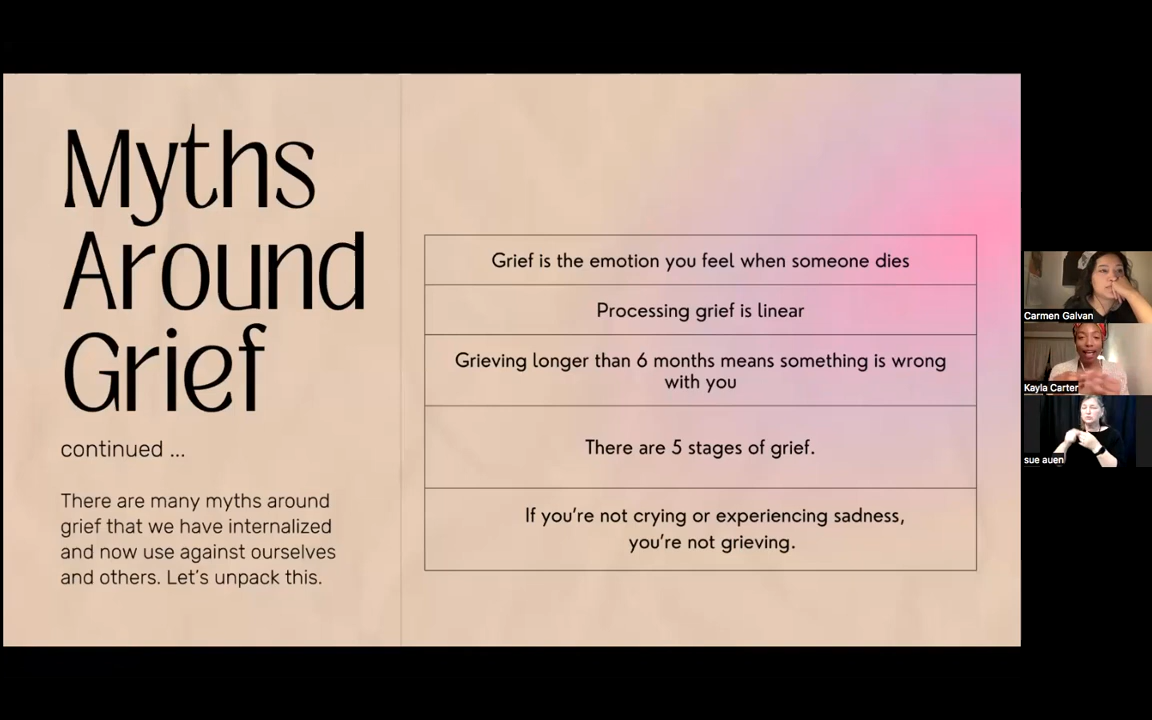 Myths
Around
Grief
continued ...
There are many myths around
grief that we have internalized
and now use against ourselves
and others. Let's unpack this.
Grief is the emotion you feel when someone dies
Processing grief is linear
Grieving longer than 6 months means something is wrong
with you
There are 5 stages of grief.
If you're not crying or experiencing sadness,
you're not grieving.
Carmen Galvan
Kayla Carter
sue auen